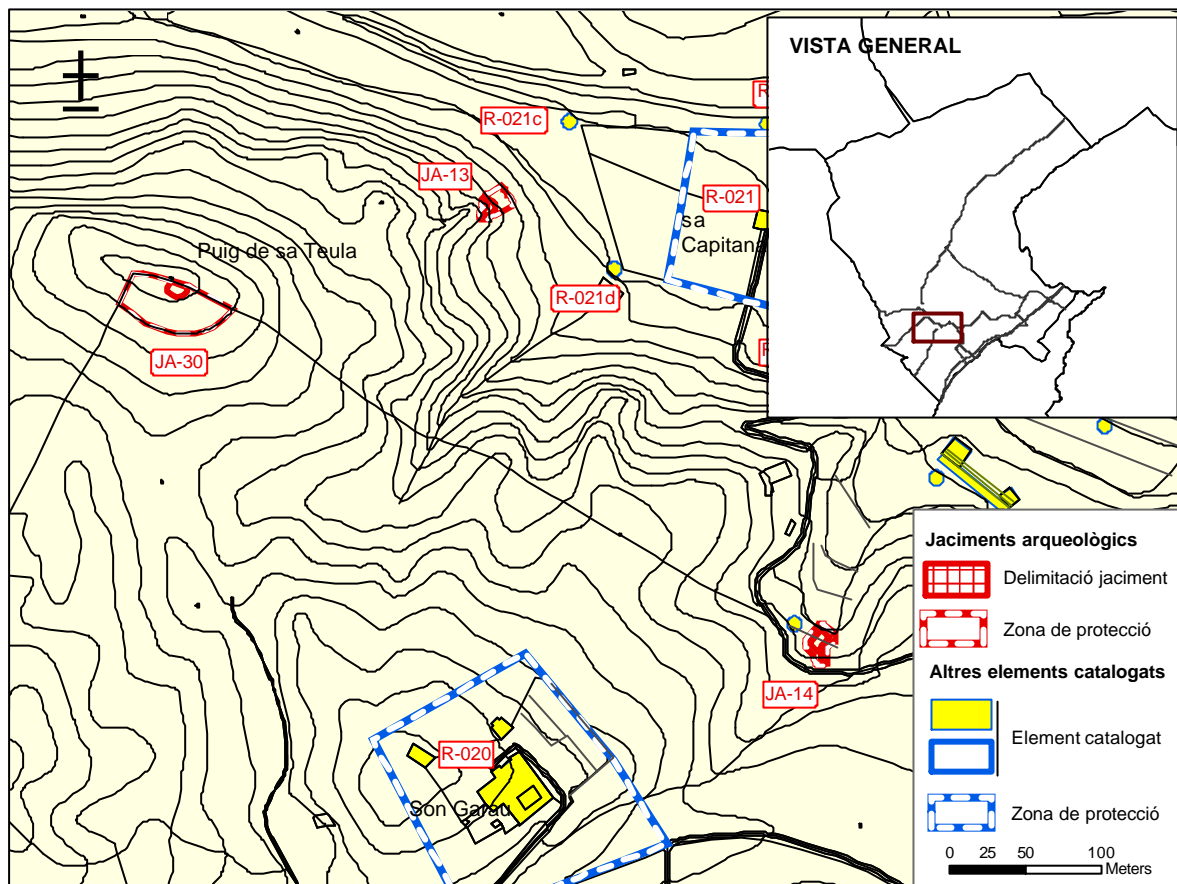 VISTA GENERAL
R-021c
JA-13
R-021
sa
Capitana
Puig de sa Teula
R-021d
JA-30
JA-14
R-020
Son Garau
Jaciments arqueològics
Delimitació jaciment
Zona de protecció
Altres elements catalogats
Element catalogat
Zona de protecció
0 25 50 100
Meters